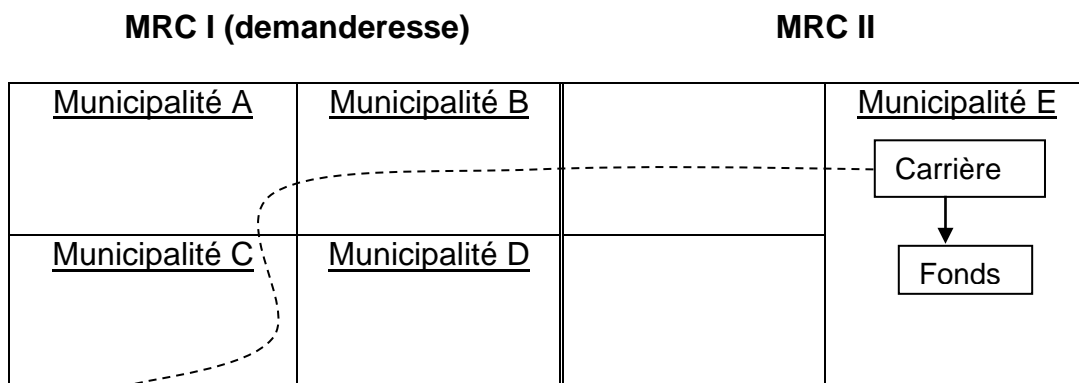 MRC I (demanderesse) MRC II
Municipalité A Municipalité B Municipalité E
Carrière
Municipalité C Municipalité D
Fonds